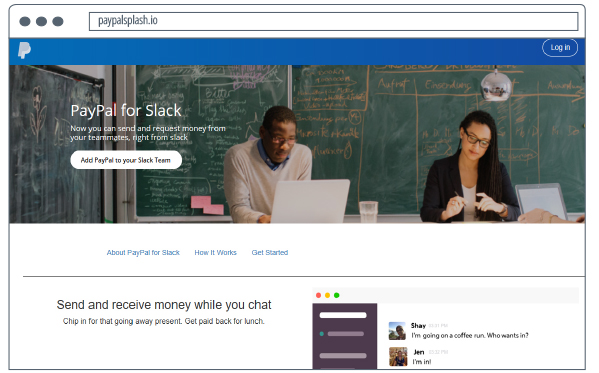 paypalsplash.io
Log in
PayPal for Slack
Now you can send and request money from
your teammates, right from slack
Add PayPal to your Slack Team
About PayPal for Slack How It Works Get Started
Send and receive money while you chat
Chip in for that going away present. Get paid back for lunch.
Shay
I'm going on a coffee run. Who wants in?
Jen
I'm in!